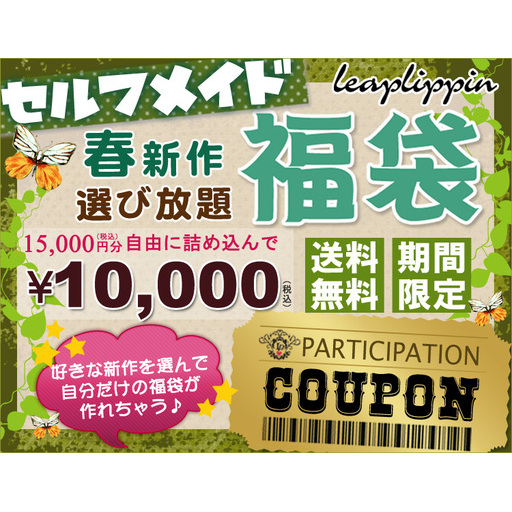 セルフメイド
leaplippin
春新作
選び放題
福袋
15,000円分(税込)自由に詰め込んで
¥10,000(税込)
送料無料
期間限定
好きな新作を選んで
自分だけの福袋が
作れちゃう♪
PARTICIPATION
COUPON